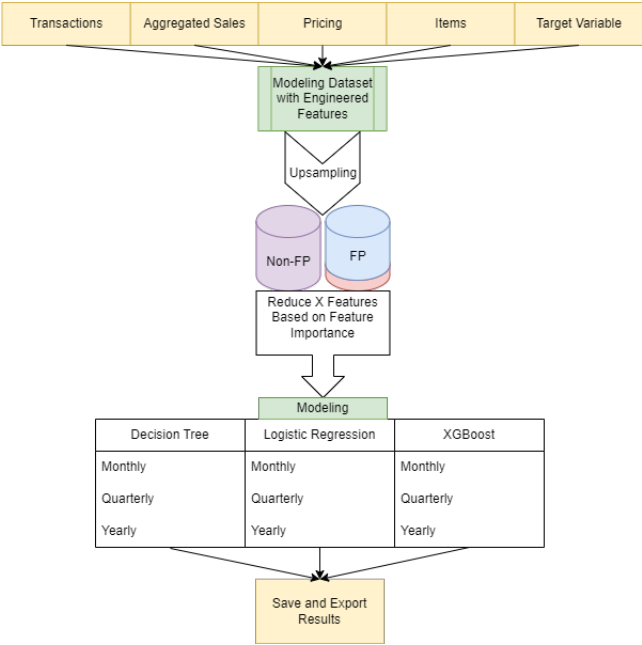 Transactions
Aggregated Sales
Pricing
Items
Target Variable
Modeling Dataset
with Engineered
Features
Upsampling
Non-FP
FP
Reduce X Features
Based on Feature
Importance
Modeling
Decision Tree
Logistic Regression
XGBoost
Monthly
Monthly
Monthly
Quarterly
Quarterly
Quarterly
Yearly
Yearly
Yearly
Save and Export
Results